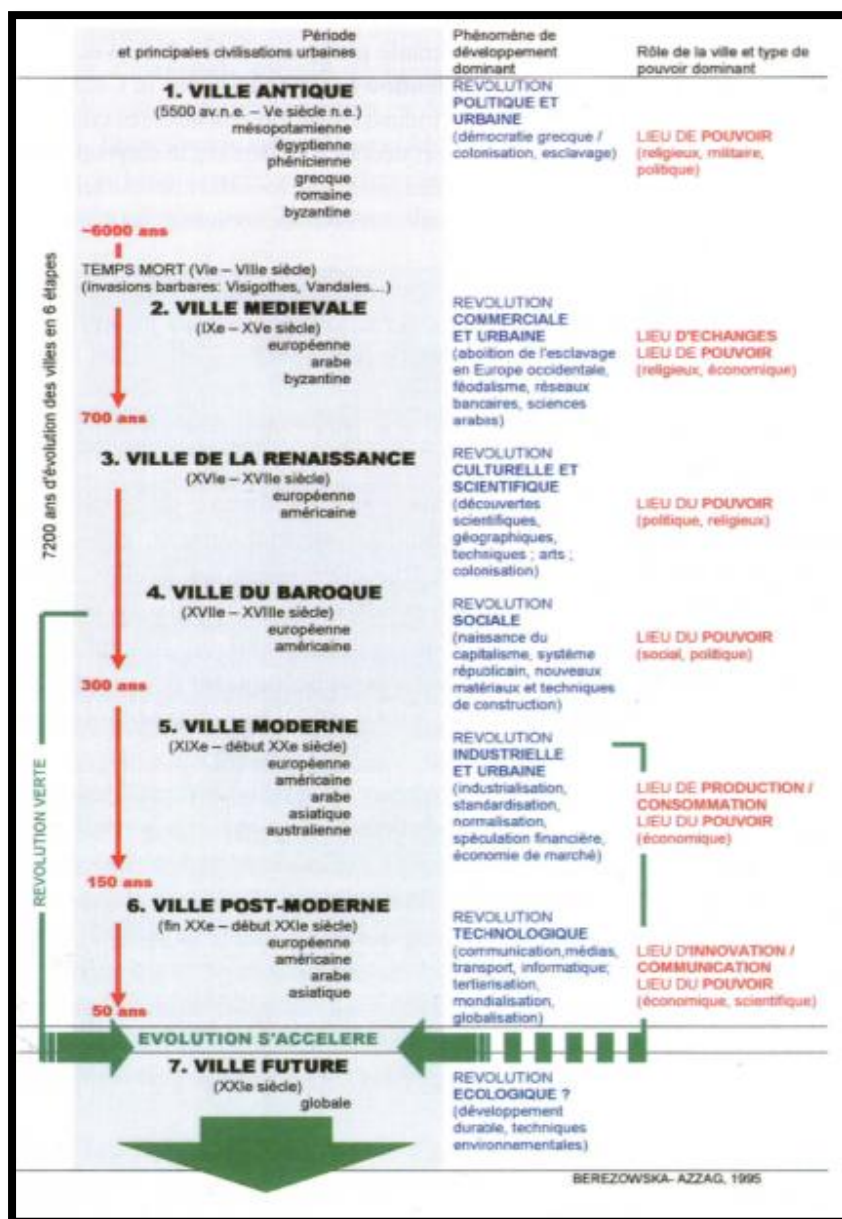 Période
et principales civilisations urbaines
Phénomène de
développement
dominant
Rôle de la ville et type de
pouvoir dominant
1. VILLE ANTIQUE
(5500 av.n.e. – Ve siècle n.e.)
mésopotamienne
égyptienne
phénicienne
grecque
romaine
byzantine
REVOLUTION
POLITIQUE ET
URBAINE
(démocratie grecque /
colonisation, esclavage)
LIEU DE POUVOIR
(religieux, militaire,
politique)
~6000 ans
TEMPS MORT (VIe – VIIIe siècle)
(invasions barbares: Visigothes, Vandales....)
2. VILLE MEDIEVALE
(IXe – XVe siècle)
européenne
arabe
byzantine
REVOLUTION
COMMERCIALE
ET URBAINE
(abolition de l'esclavage
en Europe occidentale,
féodalisme, réseaux
bancaires, sciences
arabes)
LIEU D'ECHANGES
LIEU DE POUVOIR
(religieux, économique)
700 ans
3. VILLE DE LA RENAISSANCE
(XVIe – XVIIe siècle)
européenne
américaine
REVOLUTION
CULTURELLE ET
SCIENTIFIQUE
(découvertes
scientifiques,
géographiques,
techniques ; arts ;
colonisation)
LIEU DU POUVOIR
(politique, religieux)
4. VILLE DU BAROQUE
(XVIIe – XVIIIe siècle)
européenne
américaine
REVOLUTION
SOCIALE
(naissance du
capitalisme, système
républicain, nouveaux
matériaux et techniques
de construction)
LIEU DU POUVOIR
(social, politique)
300 ans
5. VILLE MODERNE
(XIXe – début XXe siècle)
européenne
américaine
arabe
asiatique
australienne
REVOLUTION
INDUSTRIELLE
ET URBAINE
(industrialisation,
standardisation,
normalisation,
spéculation financière,
économie de marché)
LIEU DE PRODUCTION /
CONSOMMATION
LIEU DU POUVOIR
(économique)
150 ans
6. VILLE POST-MODERNE
(fin XXe – début XXIe siècle)
européenne
américaine
arabe
asiatique
REVOLUTION
TECHNOLOGIQUE
(communication,médias,
transport, informatique;
tertierisation,
mondialisation,
globalisation)
LIEU D'INNOVATION /
COMMUNICATION
LIEU DU POUVOIR
(économique, scientifique)
50 ans
EVOLUTION S'ACCELERE
7. VILLE FUTURE
(XXIe siècle)
globale
REVOLUTION
ECOLOGIQUE ?
(développement
durable, techniques
environnementales)
7200 ans d'évolution des villes en 6 étapes
REVOLUTION VERTE
BEREZOWSKA- AZZAG, 1995